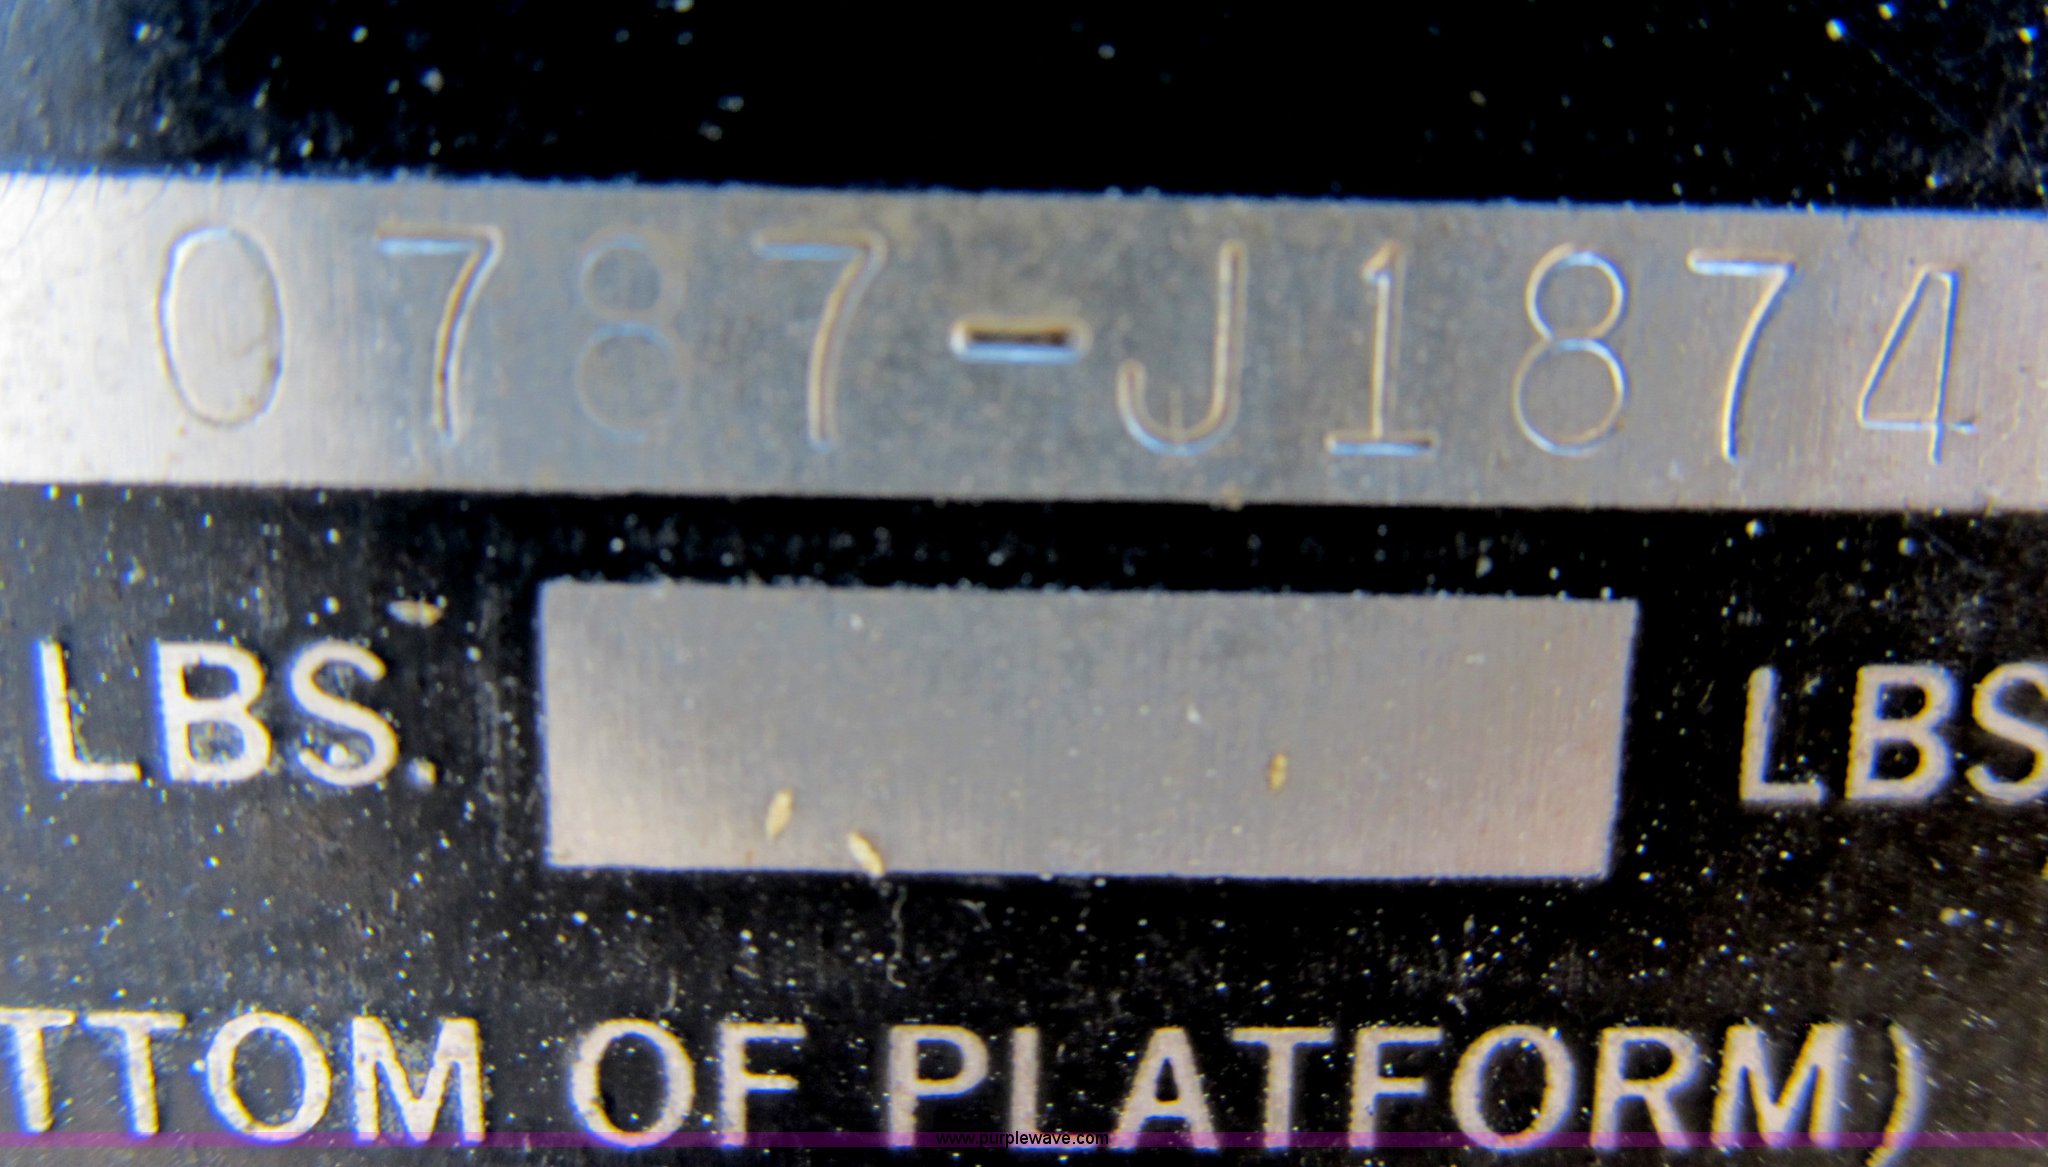 0787-J1874
LBS. LBS
TTOM OF PLATFORM)
www.purplewave.com